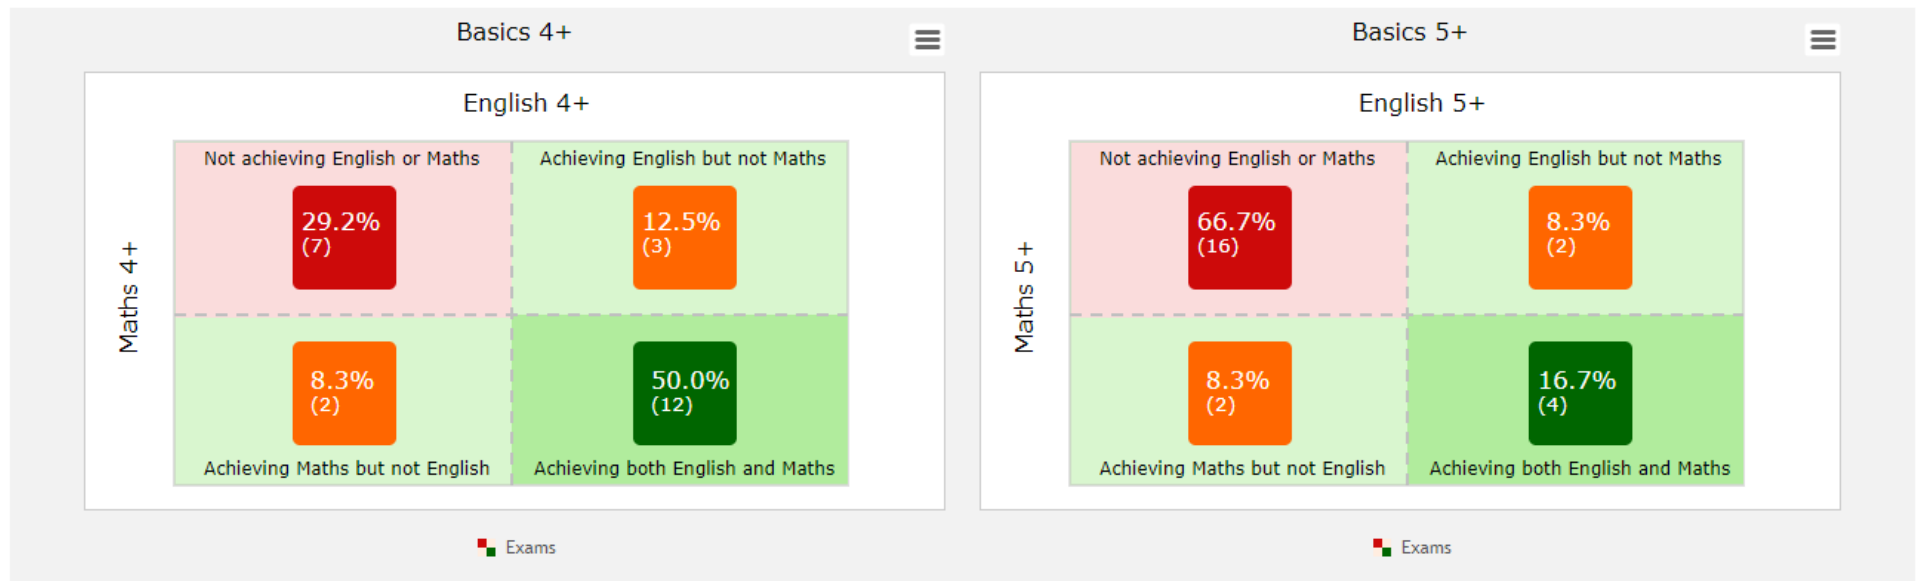 Basics 4+
English 4+
Maths 4+
Not achieving English or Maths
29.2%
(7)
Achieving English but not Maths
12.5%
(3)
8.3%
(2)
Achieving Maths but not English
50.0%
(12)
Achieving both English and Maths
Exams
Basics 5+
English 5+
Maths 5+
Not achieving English or Maths
66.7%
(16)
Achieving English but not Maths
8.3%
(2)
8.3%
(2)
Achieving Maths but not English
16.7%
(4)
Achieving both English and Maths
Exams